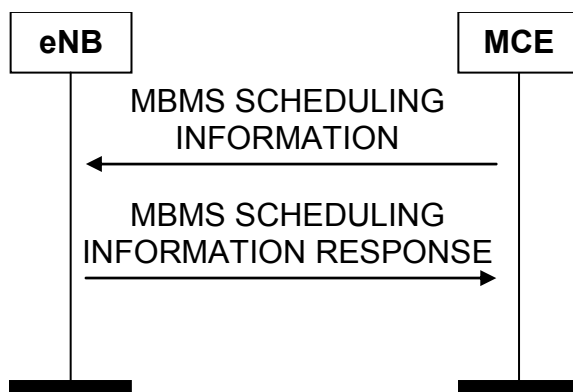 eNB
MCE
MBMS SCHEDULING
INFORMATION
MBMS SCHEDULING
INFORMATION RESPONSE